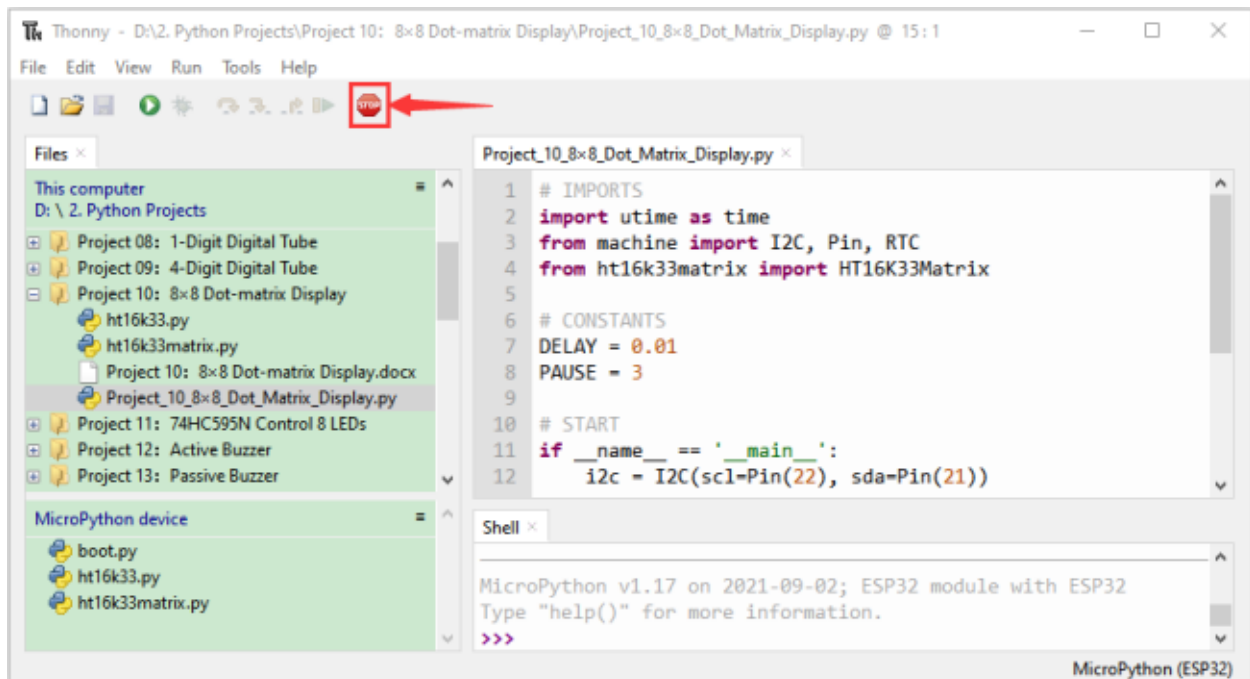 Thonny - D:\2. Python Projects\Project 10: 8×8 Dot-matrix Display\Project_10_8×8_Dot_Matrix_Display.py @ 15 : 1
File Edit View Run Tools Help
STOP
Files
This computer
D: \ 2. Python Projects
Project 08: 1-Digit Digital Tube
Project 09: 4-Digit Digital Tube
Project 10: 8×8 Dot-matrix Display
ht16k33.py
ht16k33matrix.py
Project 10: 8×8 Dot-matrix Display.docx
Project_10_8×8_Dot_Matrix_Display.py
Project 11: 74HC595N Control 8 LEDs
Project 12: Active Buzzer
Project 13: Passive Buzzer
MicroPython device
boot.py
ht16k33.py
ht16k33matrix.py
Project_10_8×8_Dot_Matrix_Display.py
1 # IMPORTS
2 import utime as time
3 from machine import I2C, Pin, RTC
4 from ht16k33matrix import HT16K33Matrix
5
6 # CONSTANTS
7 DELAY = 0.01
8 PAUSE = 3
9
10 # START
11 if __name__ == '__main__':
12 i2c = I2C(scl=Pin(22), sda=Pin(21))
Shell
MicroPython v1.17 on 2021-09-02; ESP32 module with ESP32
Type "help()" for more information.
>>>
MicroPython (ESP32)